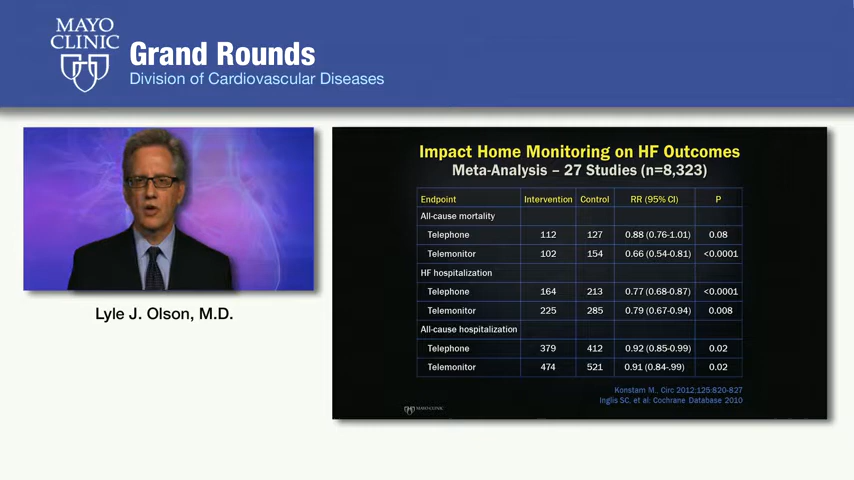 MAYO
CLINIC
Grand Rounds
Division of Cardiovascular Diseases
Lyle J. Olson, M.D.
Impact Home Monitoring on HF Outcomes
Meta-Analysis – 27 Studies (n=8,323)
Endpoint Intervention Control RR (95% CI) P
All-cause mortality
Telephone 112 127 0.88 (0.76-1.01) 0.08
Telemonitor 102 154 0.66 (0.54-0.81) <0.0001
HF hospitalization
Telephone 164 213 0.77 (0.68-0.87) <0.0001
Telemonitor 225 285 0.79 (0.67-0.94) 0.008
All-cause hospitalization
Telephone 379 412 0.92 (0.85-0.99) 0.02
Telemonitor 474 521 0.91 (0.84-.99) 0.02
Konstam M., Circ 2012;125:820-827
Inglis SC, et al: Cochrane Database 2010
MAYO CLINIC